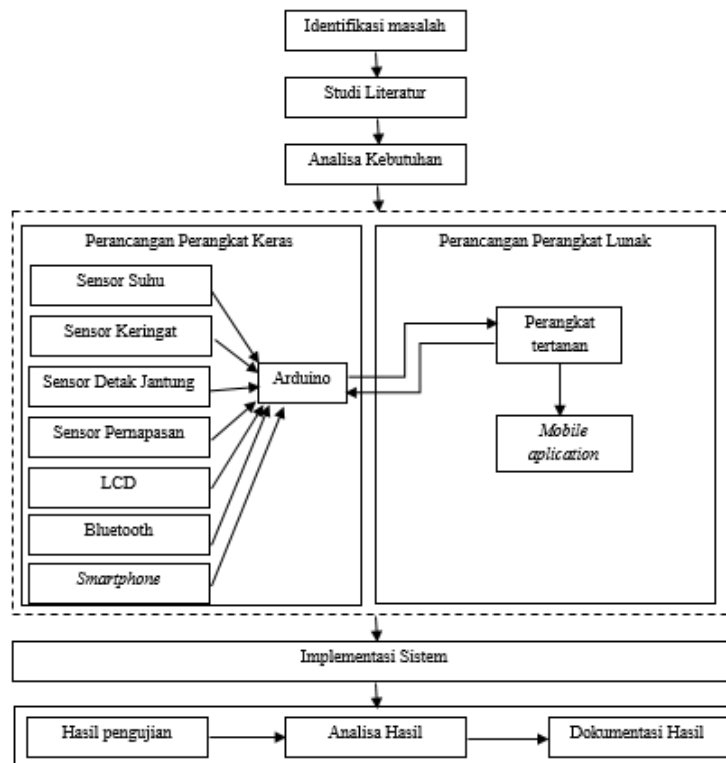 Identifikasi masalah
Studi Literatur
Analisa Kebutuhan
Perancangan Perangkat Keras
Sensor Suhu
Sensor Keringat
Sensor Detak Jantung
Sensor Pernapasan
LCD
Bluetooth
Smartphone
Arduino
Perancangan Perangkat Lunak
Perangkat
tertanan
Mobile
aplication
Implementasi Sistem
Hasil pengujian
Analisa Hasil
Dokumentasi Hasil